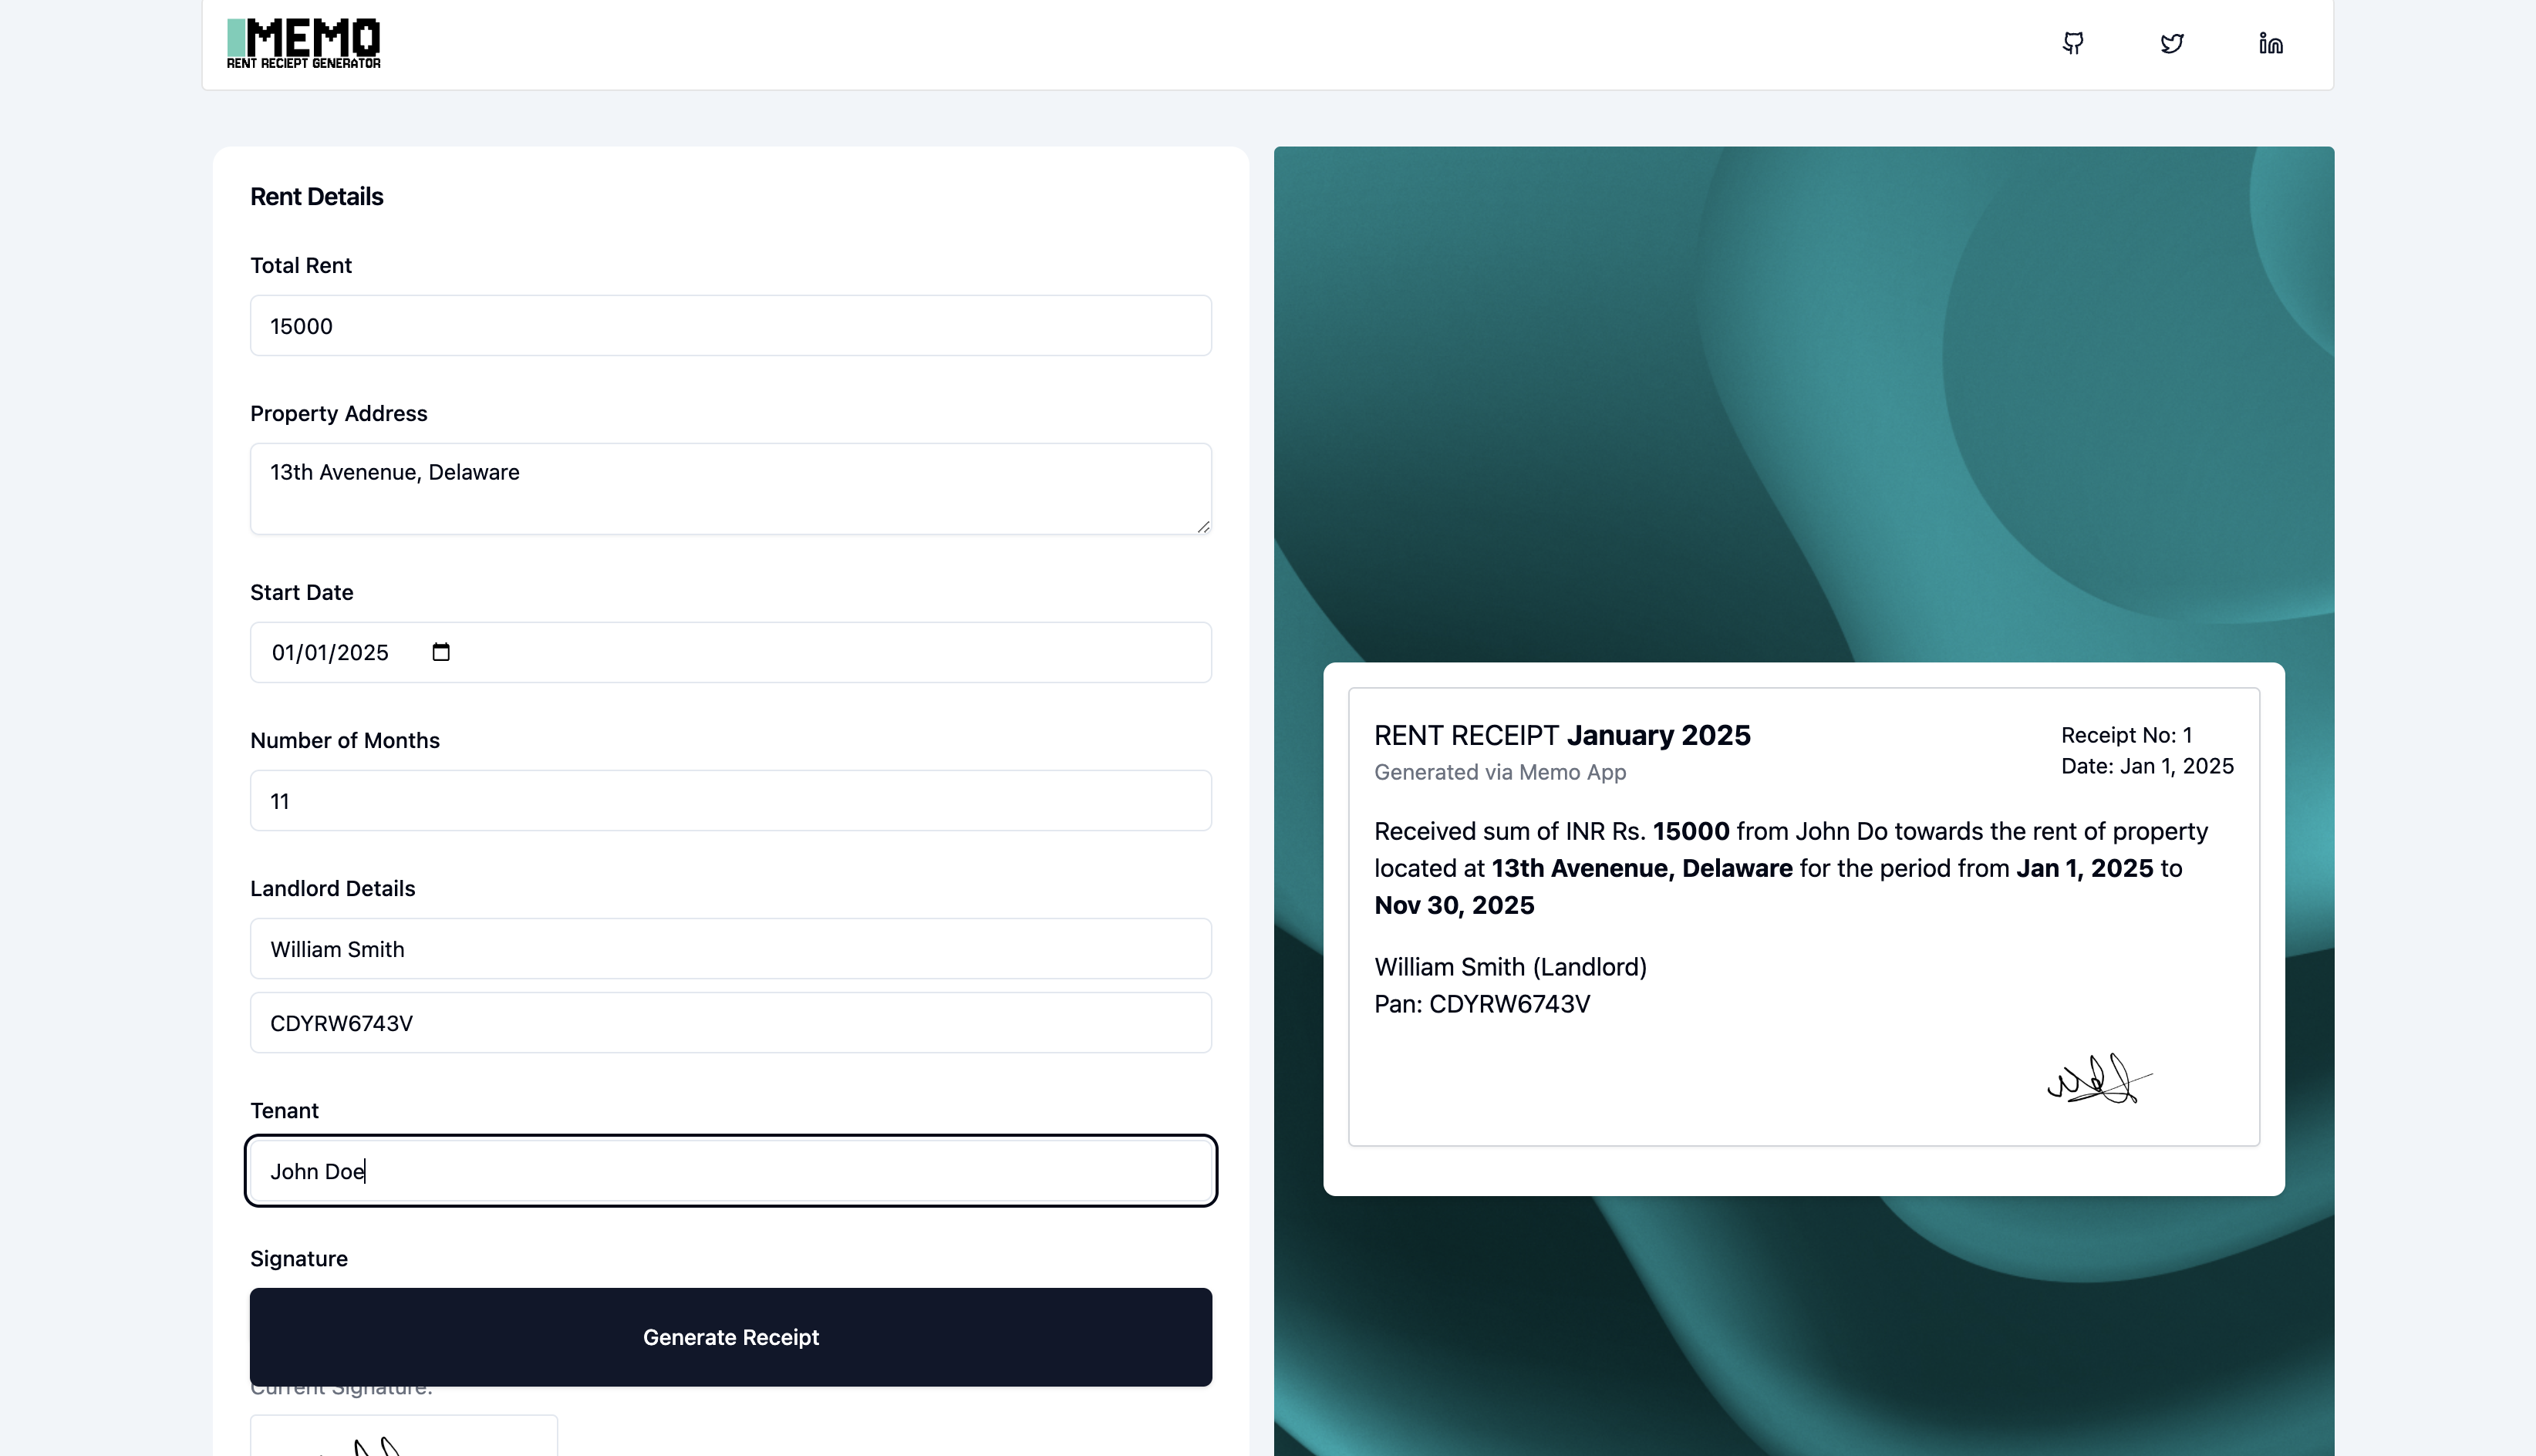 MEMO
RENT RECIEPT GENERATOR
Rent Details
Total Rent
15000
Property Address
13th Avenenue, Delaware
Start Date
01/01/2025
Number of Months
11
Landlord Details
William Smith
CDYRW6743V
Tenant
John Doe
Signature
Generate Receipt
Current Signature:
RENT RECEIPT January 2025
Receipt No: 1
Generated via Memo App
Date: Jan 1, 2025
Received sum of INR Rs. 15000 from John Do towards the rent of property
located at 13th Avenenue, Delaware for the period from Jan 1, 2025 to
Nov 30, 2025
William Smith (Landlord)
Pan: CDYRW6743V